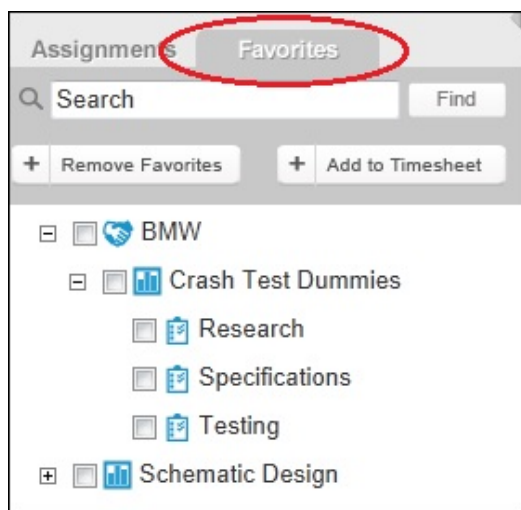 Assignments Favorites
Search Find
+ Remove Favorites + Add to Timesheet
BMW
Crash Test Dummies
Research
Specifications
Testing
Schematic Design